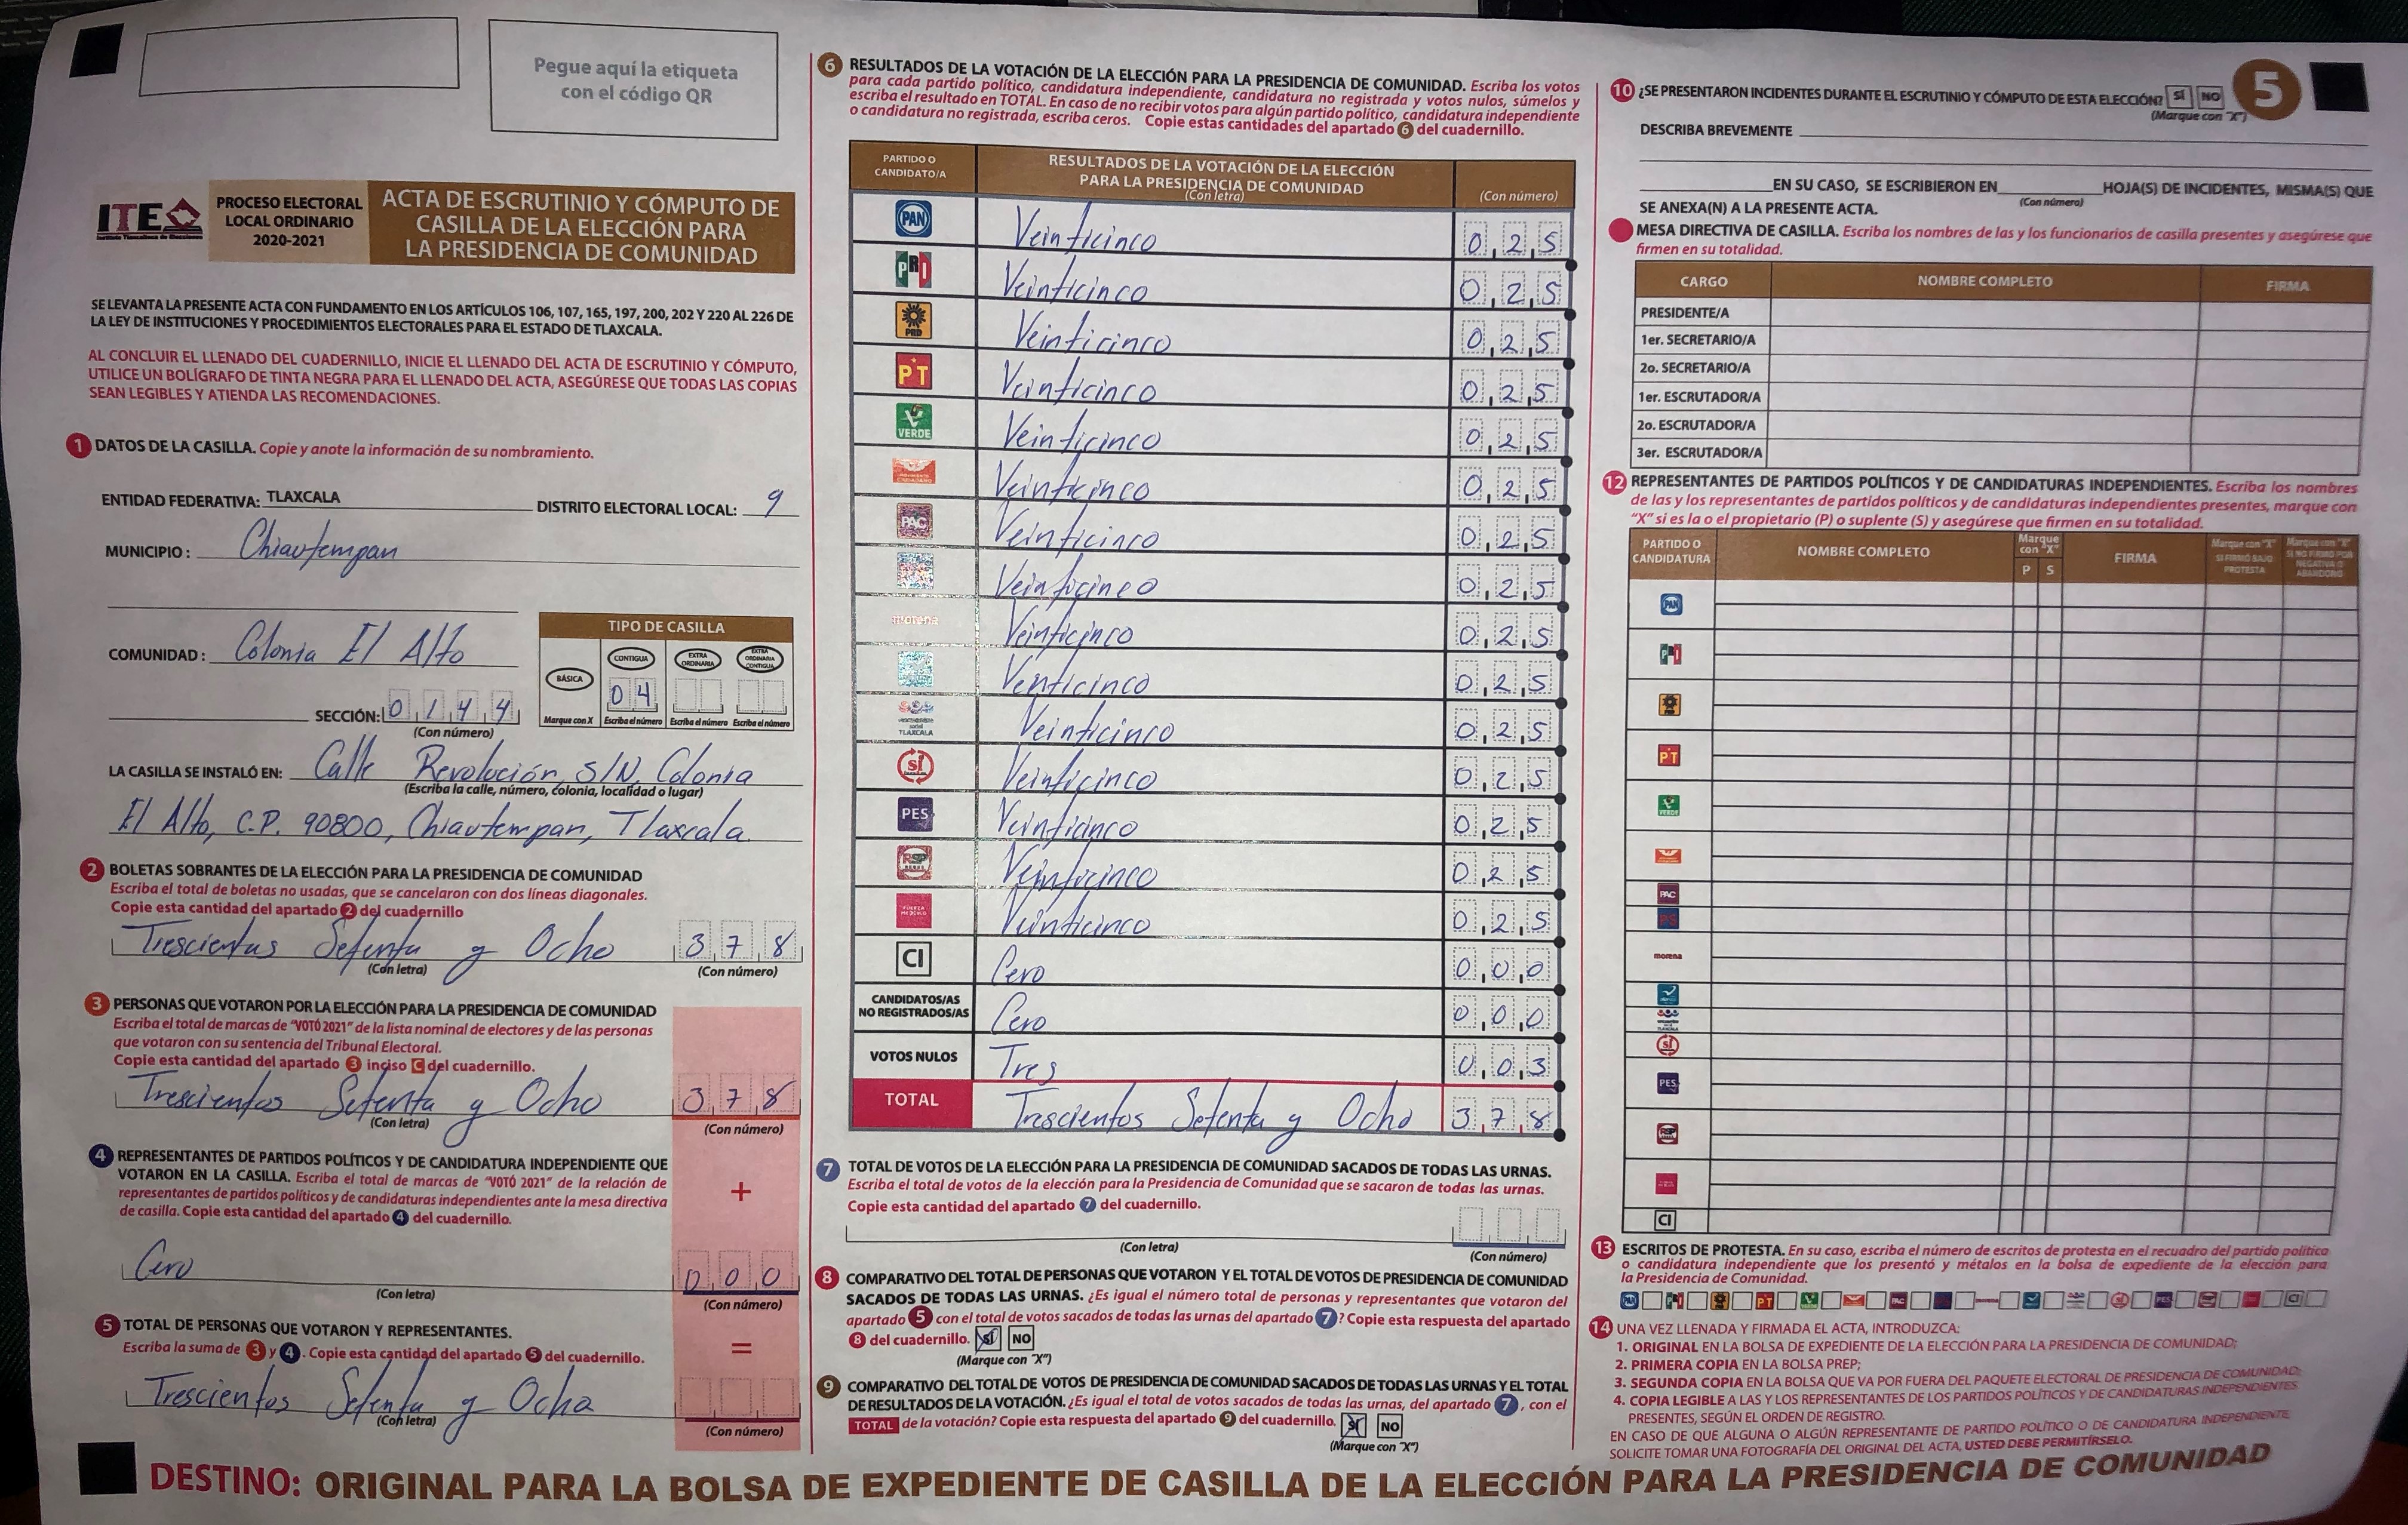 Pegue aquí la etiqueta
con el código QR
ITE
PROCESO ELECTORAL
LOCAL ORDINARIO
2020-2021
ACTA DE ESCRUTINIO Y CÓMPUTO DE
CASILLA DE LA ELECCIÓN PARA
LA PRESIDENCIA DE COMUNIDAD
SE LEVANTA LA PRESENTE ACTA CON FUNDAMENTO EN LOS ARTÍCULOS 106, 107, 165, 197, 200, 202 Y 220 AL 226 DE
LA LEY DE INSTITUCIONES Y PROCEDIMIENTOS ELECTORALES PARA EL ESTADO DE TLAXCALA.
AL CONCLUIR EL LLENADO DEL CUADERNILLO, INICIE EL LLENADO DEL ACTA DE ESCRUTINIO Y CÓMPUTO,
UTILICE UN BOLÍGRAFO DE TINTA NEGRA PARA EL LLENADO DEL ACTA, ASEGÚRESE QUE TODAS LAS COPIAS
SEAN LEGIBLES Y ATIENDA LAS RECOMENDACIONES.
1 DATOS DE LA CASILLA. Copie y anote la información de su nombramiento.
ENTIDAD FEDERATIVA: TLAXCALA DISTRITO ELECTORAL LOCAL: 9
MUNICIPIO: Chiautempan
COMUNIDAD: Colonia El Alto
SECCIÓN: 0144
(Con número)
TIPO DE CASILLA
BÁSICA
CONTIGUA
EXTRA ORDINARIA
EXTRA ORDINARIA CONTIGUA
04
Marque con X Escriba el número Escriba el número Escriba el número
LA CASILLA SE INSTALÓ EN: Calle Revolución, S/N, Colonia
(Escriba la calle, número, colonia, localidad o lugar)
El Alto, C.P. 90800, Chiautempan, Tlaxcala.
2 BOLETAS SOBRANTES DE LA ELECCIÓN PARA LA PRESIDENCIA DE COMUNIDAD
Escriba el total de boletas no usadas, que se cancelaron con dos líneas diagonales.
Copie esta cantidad del apartado 2 del cuadernillo
Trescientas Setenta y Ocho 378
(Con letra) (Con número)
3 PERSONAS QUE VOTARON POR LA ELECCIÓN PARA LA PRESIDENCIA DE COMUNIDAD
Escriba el total de marcas de "VOTÓ 2021" de la lista nominal de electores y de las personas
que votaron con su sentencia del Tribunal Electoral.
Copie esta cantidad del apartado 3 inciso C del cuadernillo.
Trescientos Setenta y Ocho 378
(Con letra) (Con número)
4 REPRESENTANTES DE PARTIDOS POLÍTICOS Y DE CANDIDATURA INDEPENDIENTE QUE
VOTARON EN LA CASILLA. Escriba el total de marcas de "VOTÓ 2021" de la relación de
representantes de partidos políticos y de candidaturas independientes ante la mesa directiva
de casilla. Copie esta cantidad del apartado 4 del cuadernillo.
+
Cero 000
(Con letra) (Con número)
5 TOTAL DE PERSONAS QUE VOTARON Y REPRESENTANTES.
Escriba la suma de 3 y 4. Copie esta cantidad del apartado 5 del cuadernillo.
=
Trescientos Setenta y Ocho
(Con letra) (Con número)
6 RESULTADOS DE LA VOTACIÓN DE LA ELECCIÓN PARA LA PRESIDENCIA DE COMUNIDAD. Escriba los votos
para cada partido político, candidatura independiente, candidatura no registrada y votos nulos, súmelos y
escriba el resultado en TOTAL. En caso de no recibir votos para algún partido político, candidatura independiente
o candidatura no registrada, escriba ceros. Copie estas cantidades del apartado 6 del cuadernillo.
PARTIDO O CANDIDATO/A
RESULTADOS DE LA VOTACIÓN DE LA ELECCIÓN
PARA LA PRESIDENCIA DE COMUNIDAD
(Con letra)
(Con número)
PAN Veinticinco 025
PRI Veinticinco 025
PRD Veinticinco 025
PT Veinticinco 025
VERDE Veinticinco 025
Veinticinco 025
PAC Veinticinco 025
Veinticinco 025
morena Veinticinco 025
Venticinco 025
TLAXCALA Veinticinco 025
SÍ Veinticinco 025
PES Veinticinco 025
RSP Veinticinco 025
Veinticinco 025
CI Cero 000
CANDIDATOS/AS
NO REGISTRADOS/AS Cero 000
VOTOS NULOS Tres 003
TOTAL Trescientos Setenta y Ocho 378
7 TOTAL DE VOTOS DE LA ELECCIÓN PARA LA PRESIDENCIA DE COMUNIDAD SACADOS DE TODAS LAS URNAS.
Escriba el total de votos de la elección para la Presidencia de Comunidad que se sacaron de todas las urnas.
Copie esta cantidad del apartado 7 del cuadernillo.
(Con letra) (Con número)
8 COMPARATIVO DEL TOTAL DE PERSONAS QUE VOTARON Y EL TOTAL DE VOTOS DE PRESIDENCIA DE COMUNIDAD
SACADOS DE TODAS LAS URNAS. ¿Es igual el número total de personas y representantes que votaron del
apartado 5 con el total de votos sacados de todas las urnas del apartado 7? Copie esta respuesta del apartado
8 del cuadernillo. SÍ NO
(Marque con "X")
9 COMPARATIVO DEL TOTAL DE VOTOS DE PRESIDENCIA DE COMUNIDAD SACADOS DE TODAS LAS URNAS Y EL TOTAL
DE RESULTADOS DE LA VOTACIÓN. ¿Es igual el total de votos sacados de todas las urnas, del apartado 7, con el
TOTAL de la votación? Copie esta respuesta del apartado 9 del cuadernillo. SÍ NO
(Marque con "X")
10 ¿SE PRESENTARON INCIDENTES DURANTE EL ESCRUTINIO Y CÓMPUTO DE ESTA ELECCIÓN? SÍ NO
(Marque con "X")
5
DESCRIBA BREVEMENTE
EN SU CASO, SE ESCRIBIERON EN HOJA(S) DE INCIDENTES, MISMA(S) QUE
(Con número)
SE ANEXA(N) A LA PRESENTE ACTA.
MESA DIRECTIVA DE CASILLA. Escriba los nombres de las y los funcionarios de casilla presentes y asegúrese que
firmen en su totalidad.
CARGO NOMBRE COMPLETO FIRMA
PRESIDENTE/A
1er. SECRETARIO/A
2o. SECRETARIO/A
1er. ESCRUTADOR/A
2o. ESCRUTADOR/A
3er. ESCRUTADOR/A
12 REPRESENTANTES DE PARTIDOS POLÍTICOS Y DE CANDIDATURAS INDEPENDIENTES. Escriba los nombres
de las y los representantes de partidos políticos y de candidaturas independientes presentes, marque con
"X" si es la o el propietario (P) o suplente (S) y asegúrese que firmen en su totalidad.
PARTIDO O CANDIDATURA
NOMBRE COMPLETO
Marque con "X"
P S
FIRMA
Marque con "X" SI FIRMÓ BAJO PROTESTA
Marque con "X" SI NO FIRMÓ POR NEGATIVA O ABANDONO
PAN
PRI
PRD
PT
VERDE
PAC
PS
morena
SÍ
PES
RSP
CI
13 ESCRITOS DE PROTESTA. En su caso, escriba el número de escritos de protesta en el recuadro del partido político
o candidatura independiente que los presentó y métalos en la bolsa de expediente de la elección para
la Presidencia de Comunidad.
14 UNA VEZ LLENADA Y FIRMADA EL ACTA, INTRODUZCA:
1. ORIGINAL EN LA BOLSA DE EXPEDIENTE DE LA ELECCIÓN PARA LA PRESIDENCIA DE COMUNIDAD;
2. PRIMERA COPIA EN LA BOLSA PREP;
3. SEGUNDA COPIA EN LA BOLSA QUE VA POR FUERA DEL PAQUETE ELECTORAL DE PRESIDENCIA DE COMUNIDAD;
4. COPIA LEGIBLE A LAS Y LOS REPRESENTANTES DE LOS PARTIDOS POLÍTICOS Y DE CANDIDATURAS INDEPENDIENTES
PRESENTES, SEGÚN EL ORDEN DE REGISTRO.
EN CASO DE QUE ALGUNA O ALGÚN REPRESENTANTE DE PARTIDO POLÍTICO O DE CANDIDATURA INDEPENDIENTE
SOLICITE TOMAR UNA FOTOGRAFÍA DEL ORIGINAL DEL ACTA, USTED DEBE PERMITÍRSELO.
DESTINO: ORIGINAL PARA LA BOLSA DE EXPEDIENTE DE CASILLA DE LA ELECCIÓN PARA LA PRESIDENCIA DE COMUNIDAD